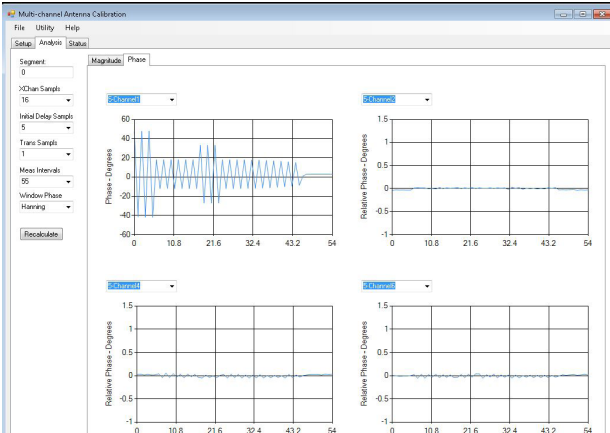 Multi-channel Antenna Calibration
File Utility Help
Setup Analysis Status
Segment:
0
XChan Sampls
16
Initial Delay Sampls
5
Trans Sampls
1
Meas Intervals
55
Window Phase
Hanning
Recalculate
Magnitude Phase
5-Channel1
60
40
20
0
-20
-40
-60
Phase - Degrees
0 10.8 21.6 32.4 43.2 54
1.5
1
0.5
0
-0.5
-1
Relative Phase - Degrees
0 10.8 21.6 32.4 43.2 54
5-Channel4
1.5
1
0.5
0
-0.5
-1
Relative Phase - Degrees
0 10.8 21.6 32.4 43.2 54
1.5
1
0.5
0
-0.5
-1
Relative Phase - Degrees
0 10.8 21.6 32.4 43.2 54